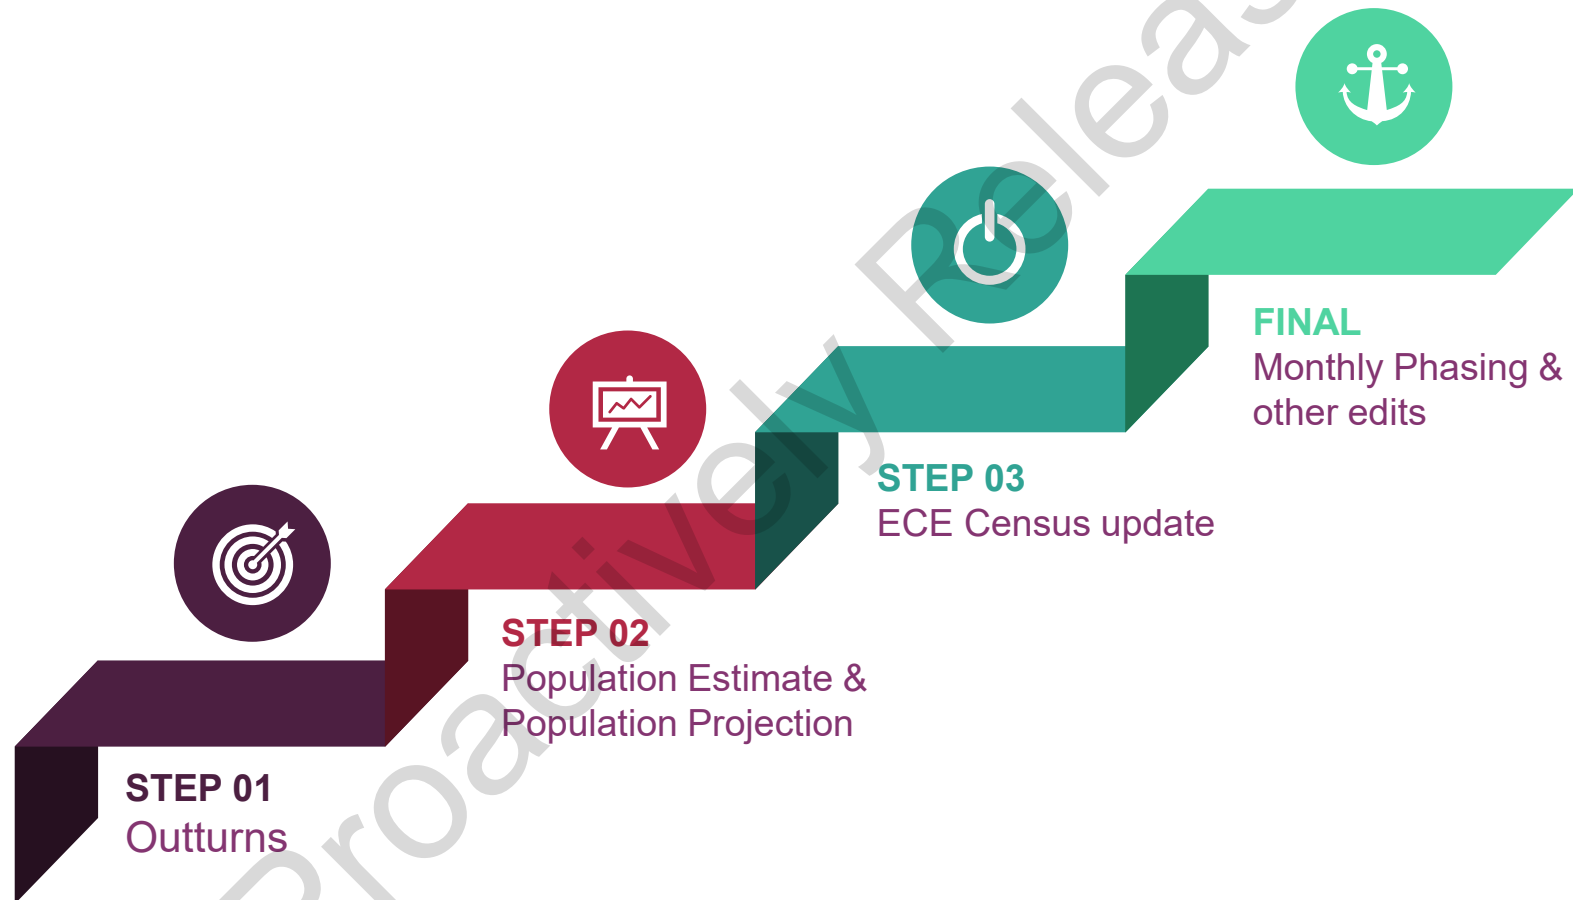 FINAL
Monthly Phasing &
other edits
STEP 03
ECE Census update
STEP 02
Population Estimate &
Population Projection
STEP 01
Outturns
Proactively Releas